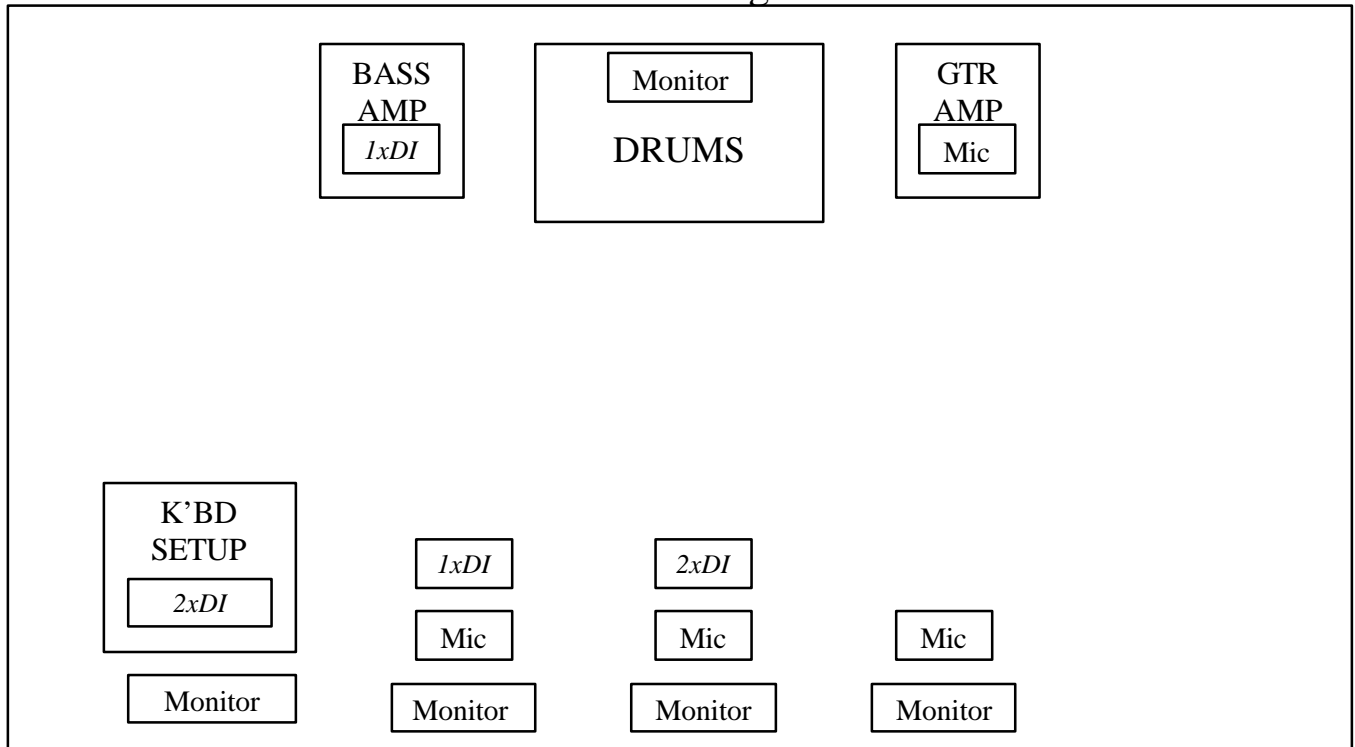 BASS
AMP
1xDI
Monitor
DRUMS
GTR
AMP
Mic
K’BD
SETUP
2xDI
Monitor
1xDI
Mic
Monitor
2xDI
Mic
Monitor
Mic
Monitor